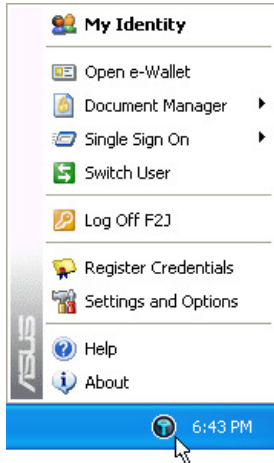 My Identity
Open e-Wallet
Document Manager
Single Sign On
Switch User
Log Off F2J
Register Credentials
Settings and Options
Help
About
ASUS
6:43 PM